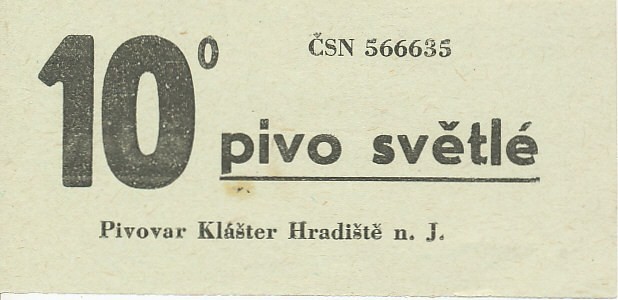 10° ČSN 566635
pivo světlé
Pivovar Klášter Hradiště n. J.